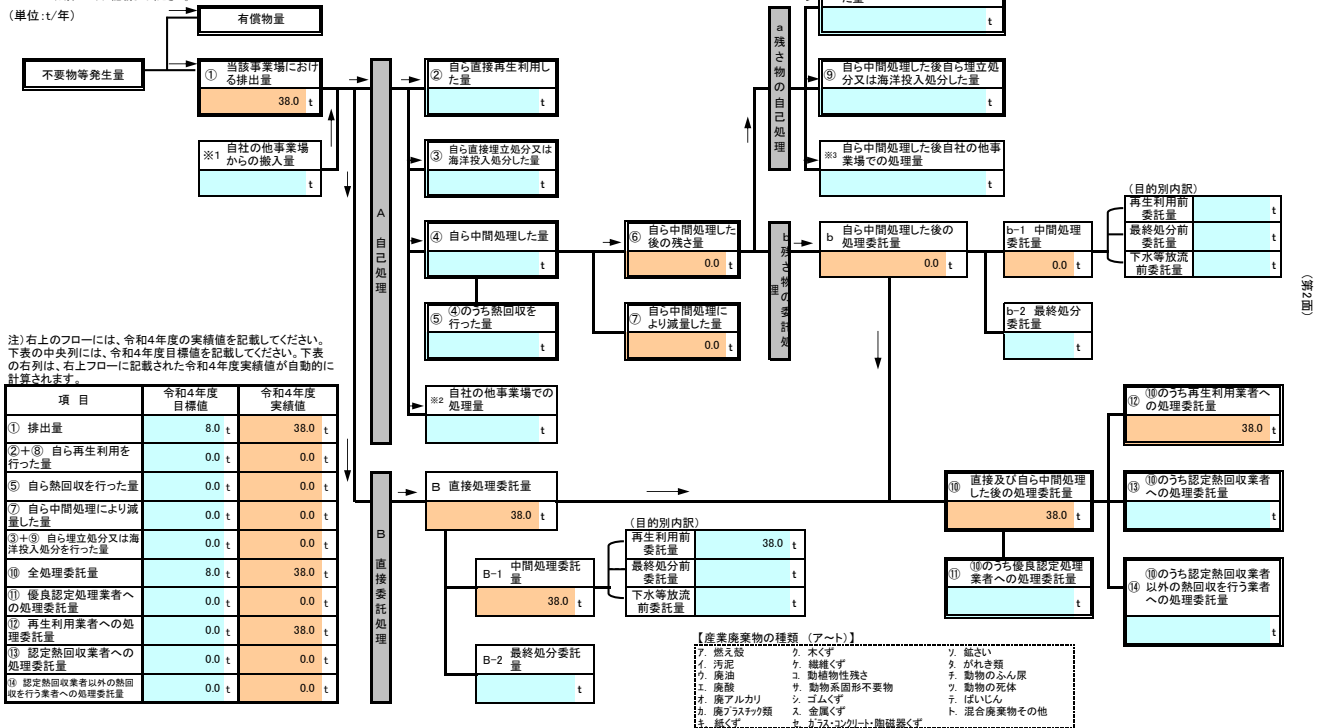 (単位:t/年)
有償物量
不要物等発生量
① 当該事業場におけ
る排出量
38.0 t
※1 自社の他事業場
からの搬入量
t
A 自己処理
② 自ら直接再生利用し
た量
t
③ 自ら直接埋立処分又は
海洋投入処分した量
t
④ 自ら中間処理した量
t
⑤ ④のうち熱回収を
行った量
t
※2 自社の他事業場での
処理量
t
⑥ 自ら中間処理した
後の残さ量
0.0 t
⑦ 自ら中間処理に
より減量した量
0.0 t
a 残さ物の自己処理
t
⑨ 自ら中間処理した後自ら埋立処
分又は海洋投入処分した量
t
※3 自ら中間処理した後自社の他事
業場での処理量
t
b 残さ物の委託処理
b 自ら中間処理した後の
処理委託量
0.0 t
b-1 中間処理
委託量
0.0 t
b-2 最終処分
委託量
t
(目的別内訳)
再生利用前
委託量
t
最終処分前
委託量
t
下水等放流
前委託量
t
(第2面)
注)右上のフローには、令和4年度の実績値を記載してください。
下表の中央列には、令和4年度目標値を記載してください。下表
の右列は、右上フローに記載された令和4年度実績値が自動的に
計算されます。
項 目 令和4年度 目標値 令和4年度 実績値
① 排出量 8.0 t 38.0 t
②+⑧ 自ら再生利用を
行った量 0.0 t 0.0 t
⑤ 自ら熱回収を行った量 0.0 t 0.0 t
⑦ 自ら中間処理により減
量した量 0.0 t 0.0 t
③+⑨ 自ら埋立処分又は海
洋投入処分を行った量 0.0 t 0.0 t
⑩ 全処理委託量 8.0 t 38.0 t
⑪ 優良認定処理業者へ
の処理委託量 0.0 t 0.0 t
⑫ 再生利用業者への処
理委託量 0.0 t 38.0 t
⑬ 認定熱回収業者への
処理委託量 0.0 t 0.0 t
⑭ 認定熱回収業者以外の熱回
収を行う業者への処理委託量 0.0 t 0.0 t
B 直接委託処理
B 直接処理委託量
38.0 t
B-1 中間処理委託
量
38.0 t
B-2 最終処分委託
量
t
(目的別内訳)
再生利用前
委託量
38.0 t
最終処分前
委託量
t
下水等放流
前委託量
t
⑩ 直接及び自ら中間処理
した後の処理委託量
38.0 t
⑪ ⑩のうち優良認定処理
業者への処理委託量
t
⑫ ⑩のうち再生利用業者へ
の処理委託量
38.0 t
⑬ ⑩のうち認定熱回収業者
への処理委託量
t
⑭ ⑩のうち認定熱回収業者
以外の熱回収を行う業者
への処理委託量
t
【産業廃棄物の種類 (ア~ト)】
ア. 燃え殻 ク. 木くず ソ. 鉱さい
イ. 汚泥 ケ. 繊維くず タ. がれき類
ウ. 廃油 コ. 動植物性残さ チ. 動物のふん尿
エ. 廃酸 サ. 動物系固形不要物 ツ. 動物の死体
オ. 廃アルカリ シ. ゴムくず テ. ばいじん
カ. 廃プラスチック類 ス. 金属くず ト. 混合廃棄物その他
キ. 紙くず セ. ガラス・コンクリート・陶磁器くず